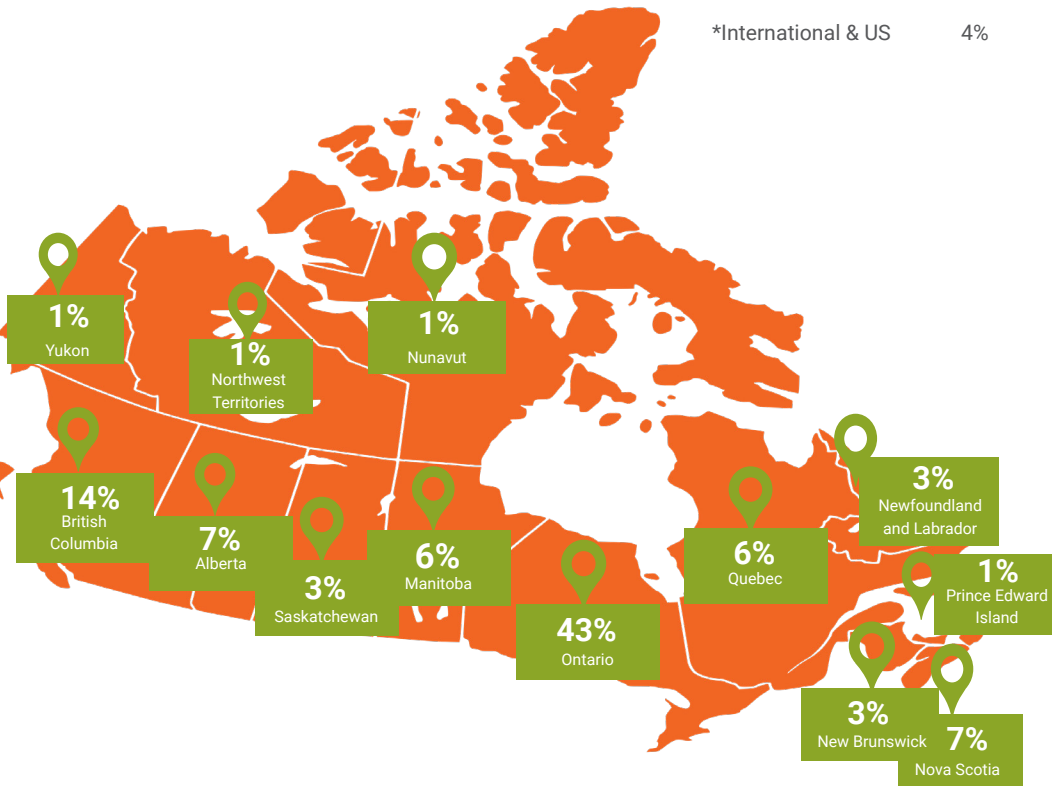 *International & US 4%
1%
Yukon
1%
Northwest
Territories
1%
Nunavut
14%
British
Columbia
7%
Alberta
3%
Saskatchewan
6%
Manitoba
43%
Ontario
6%
Quebec
3%
Newfoundland
and Labrador
1%
Prince Edward
Island
3%
New Brunswick
7%
Nova Scotia